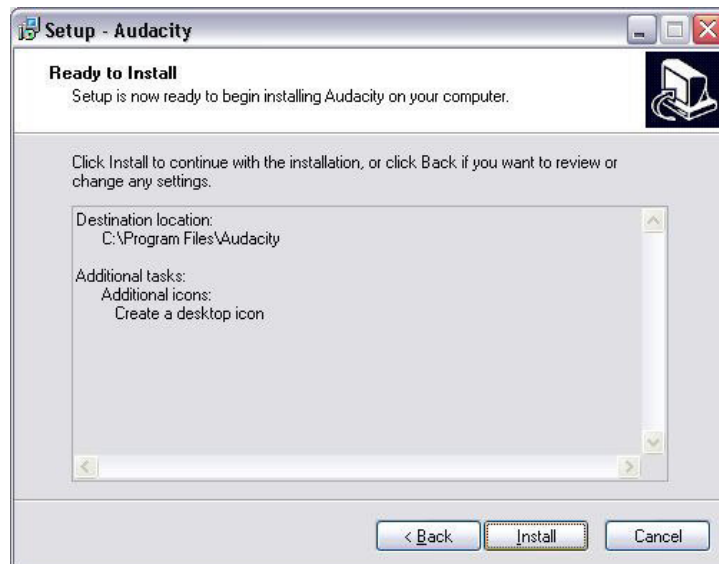 Setup - Audacity
Ready to Install
Setup is now ready to begin installing Audacity on your computer.
Click Install to continue with the installation, or click Back if you want to review or
change any settings.
Destination location:
C:\Program Files\Audacity
Additional tasks:
Additional icons:
Create a desktop icon
< Back
Install
Cancel